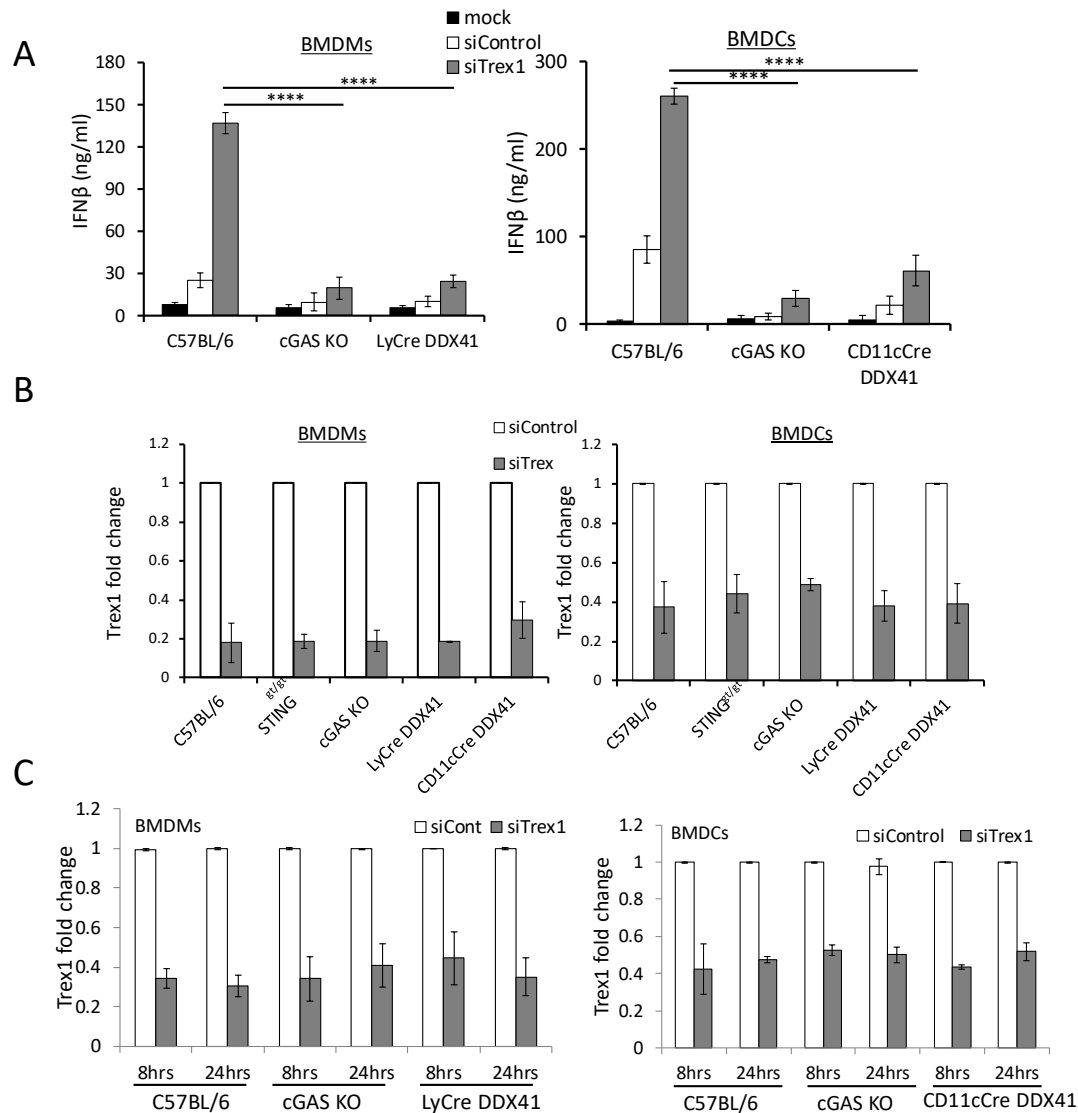 A
BMDMs
mock
siControl
siTrex1
BMDCs
****
****
****
****
IFNβ (ng/ml)
180
150
120
90
60
30
0
C57BL/6
cGAS KO
LyCre DDX41
IFNβ (ng/ml)
300
200
100
0
C57BL/6
cGAS KO
CD11cCre
DDX41
B
BMDMs
siControl
siTrex
BMDCs
Trex1 fold change
1.2
1
0.8
0.6
0.4
0.2
0
C57BL/6
STING gt/gt
cGAS KO
LyCre DDX41
CD11cCre DDX41
Trex1 fold change
1.2
1
0.8
0.6
0.4
0.2
0
C57BL/6
STING gt/gt
cGAS KO
LyCre DDX41
CD11cCre DDX41
C
BMDMs
siCont
siTrex1
Trex1 fold change
1.2
1
0.8
0.6
0.4
0.2
0
8hrs 24hrs 8hrs 24hrs 8hrs 24hrs
C57BL/6 cGAS KO LyCre DDX41
BMDCs
siControl
siTrex1
Trex1 fold change
1.2
1
0.8
0.6
0.4
0.2
0
8hrs 24hrs 8hrs 24hrs 8hrs 24hrs
C57BL/6 cGAS KO CD11cCre DDX41